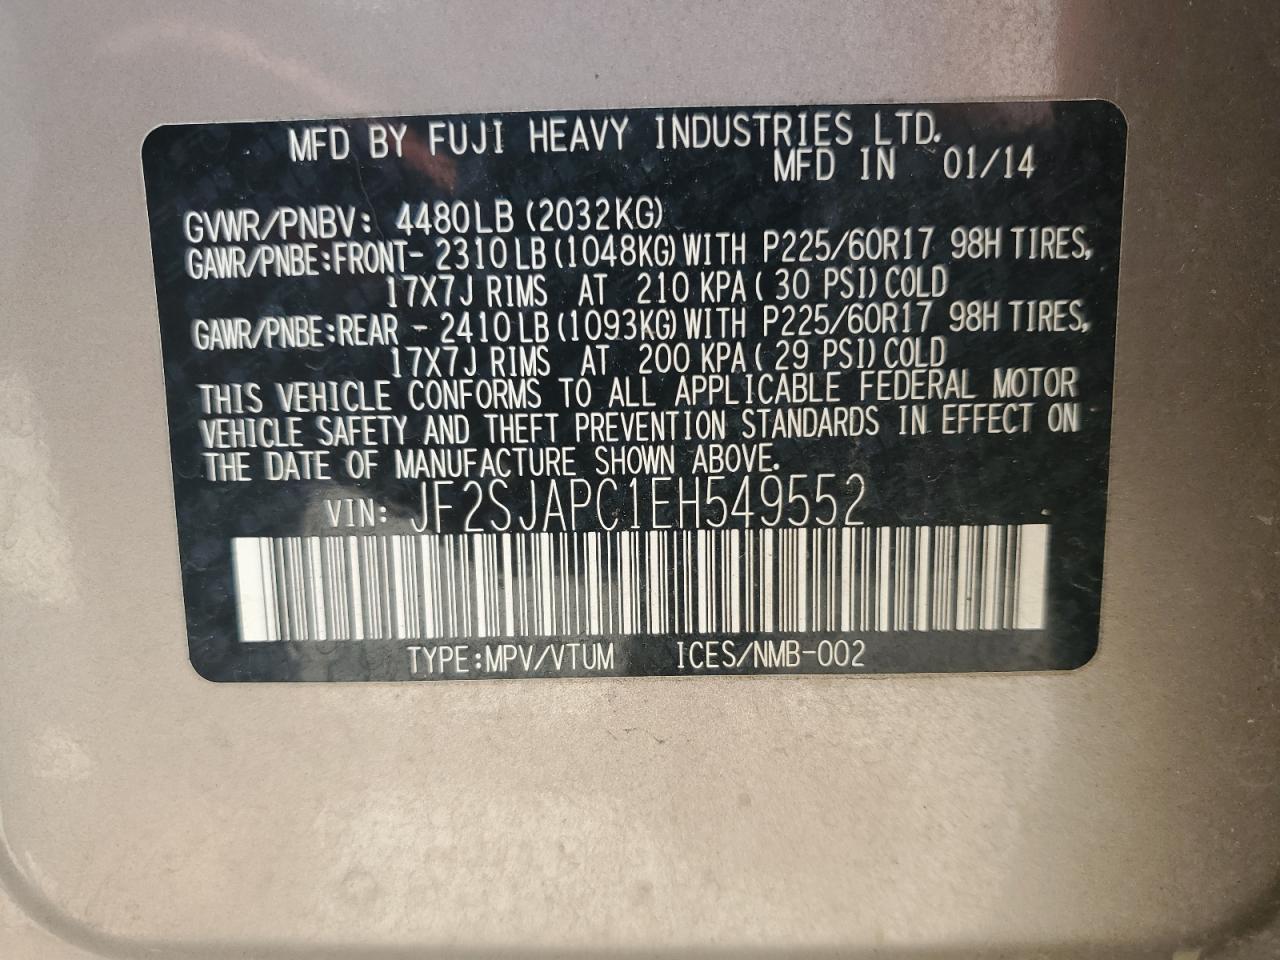 MFD BY FUJI HEAVY INDUSTRIES LTD.
MFD IN 01/14
GVWR/PNBV: 4480LB (2032KG)
GAWR/PNBE:FRONT- 2310LB (1048KG) WITH P225/60R17 98H TIRES,
17X7J RIMS AT 210 KPA ( 30 PSI) COLD
GAWR/PNBE:REAR - 2410LB (1093KG) WITH P225/60R17 98H TIRES,
17X7J RIMS AT 200 KPA ( 29 PSI) COLD
THIS VEHICLE CONFORMS TO ALL APPLICABLE FEDERAL MOTOR
VEHICLE SAFETY AND THEFT PREVENTION STANDARDS IN EFFECT ON
THE DATE OF MANUFACTURE SHOWN ABOVE.
VIN: JF2SJAPC1EH549552
TYPE:MPV/VTUM ICES/NMB-002